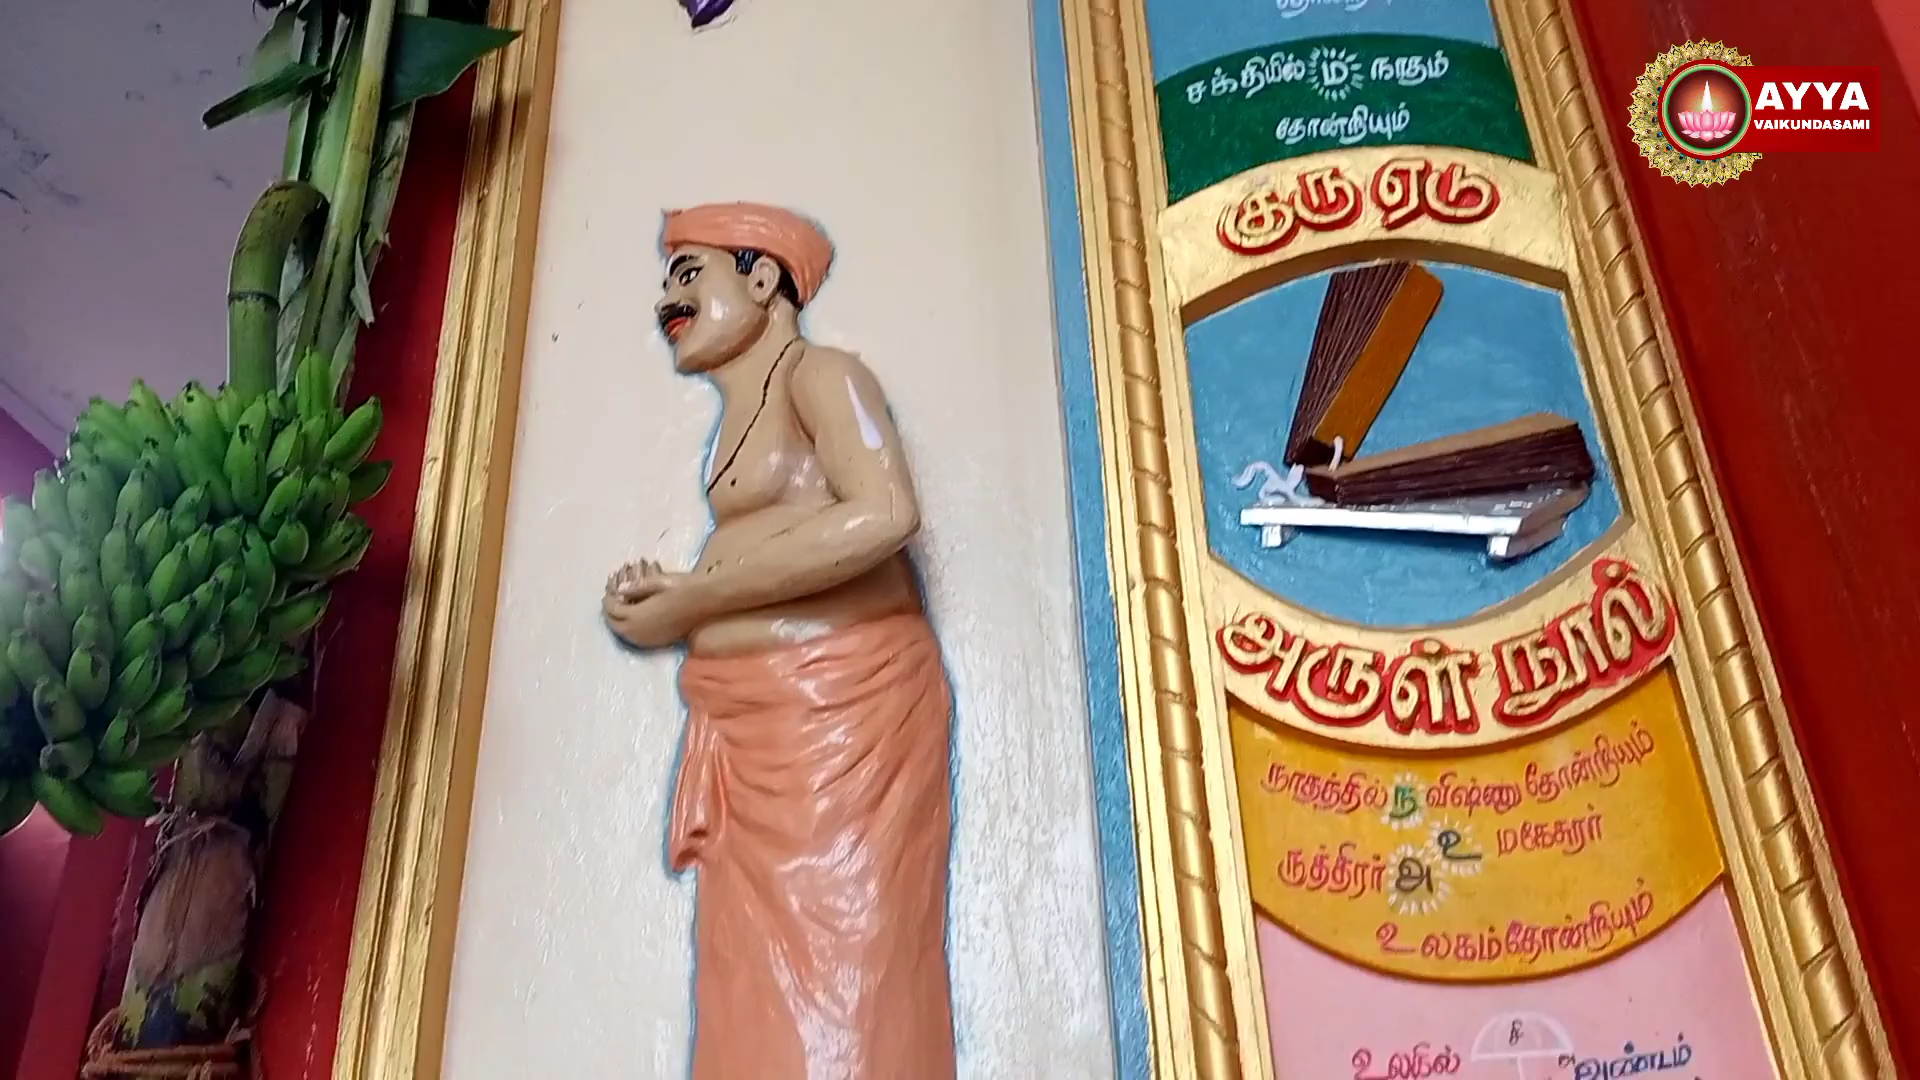 சக்தியில் ம் நாதம்
தோன்றியும்
குரு ஏடு
அருள் நூல்
நாதத்தில் ந விஷ்ணு தோன்றியும்
ருத்திரர் அ உ மகேசுரர்
உலகம்தோன்றியும்
சி
உலகில்
அண்டம்
AYYA
VAIKUNDASAMI